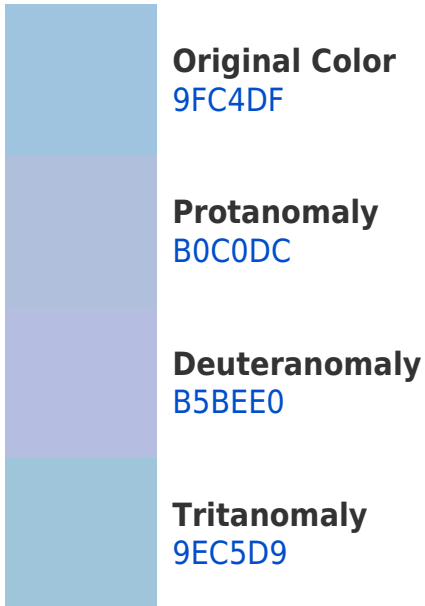 Original Color
9FC4DF
Protanomaly
B0C0DC
Deuteranomaly
B5BEE0
Tritanomaly
9EC5D9